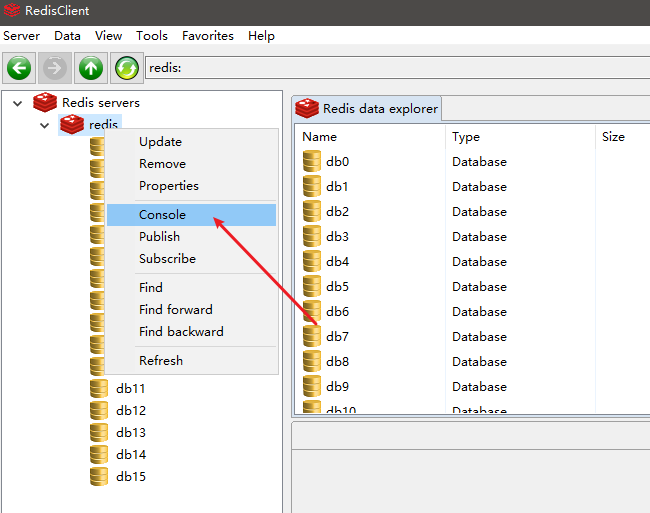 RedisClient
Server Data View Tools Favorites Help
redis:
Redis servers
redis
Update
Remove
Properties
Console
Publish
Subscribe
Find
Find forward
Find backward
Refresh
db11
db12
db13
db14
db15
Redis data explorer
Name Type Size
db0 Database
db1 Database
db2 Database
db3 Database
db4 Database
db5 Database
db6 Database
db7 Database
db8 Database
db9 Database
db10 Database